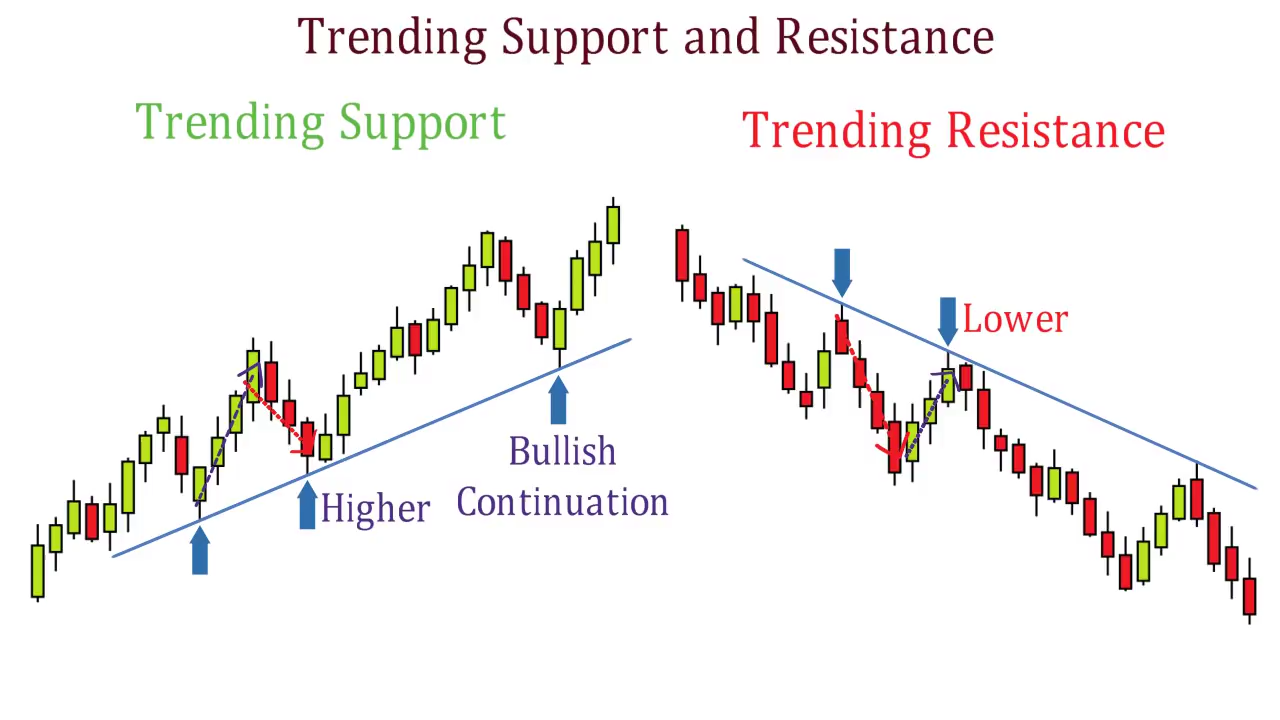 Trending Support and Resistance
Trending Support
Trending Resistance
Lower
Bullish
Continuation
Higher